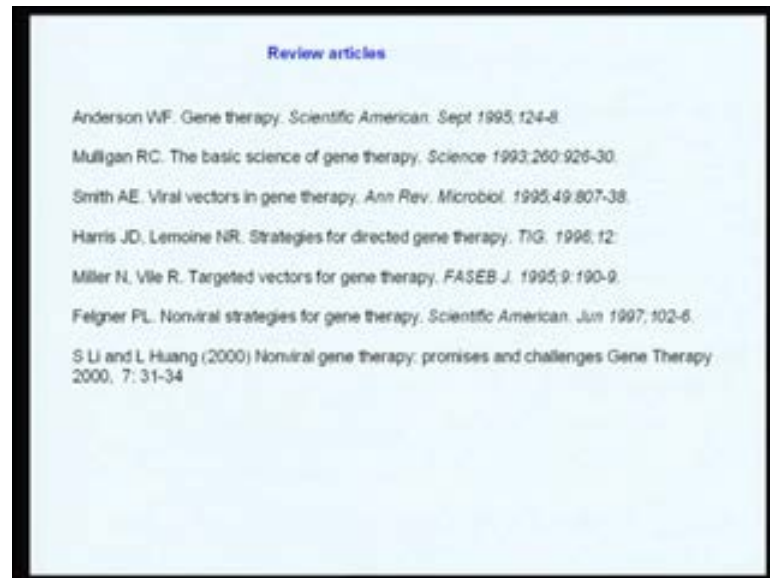 Review articles
Anderson WF. Gene therapy. Scientific American. Sept 1995;124-8.
Mulligan RC. The basic science of gene therapy. Science 1993;260:926-30.
Smith AE. Viral vectors in gene therapy. Ann Rev. Microbiol. 1995;49:807-38.
Harris JD, Lemoine NR. Strategies for directed gene therapy. TIG. 1996;12:
Miller N, Vile R. Targeted vectors for gene therapy. FASEB J. 1995;9:190-9.
Felgner PL. Nonviral strategies for gene therapy. Scientific American. Jun 1997;102-6.
S Li and L Huang (2000) Nonviral gene therapy: promises and challenges Gene Therapy
2000, 7: 31-34